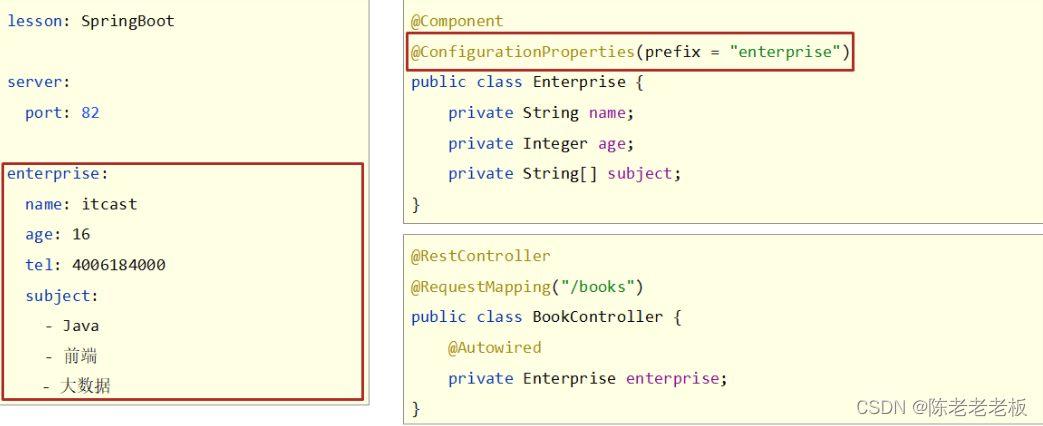 lesson: SpringBoot
server:
port: 82
enterprise:
name: itcast
age: 16
tel: 4006184000
subject:
- Java
- 前端
- 大数据
@Component
@ConfigurationProperties(prefix = "enterprise")
public class Enterprise {
private String name;
private Integer age;
private String[] subject;
}
@RestController
@RequestMapping("/books")
public class BookController {
@Autowired
private Enterprise enterprise;
}
CSDN @陈老老老板